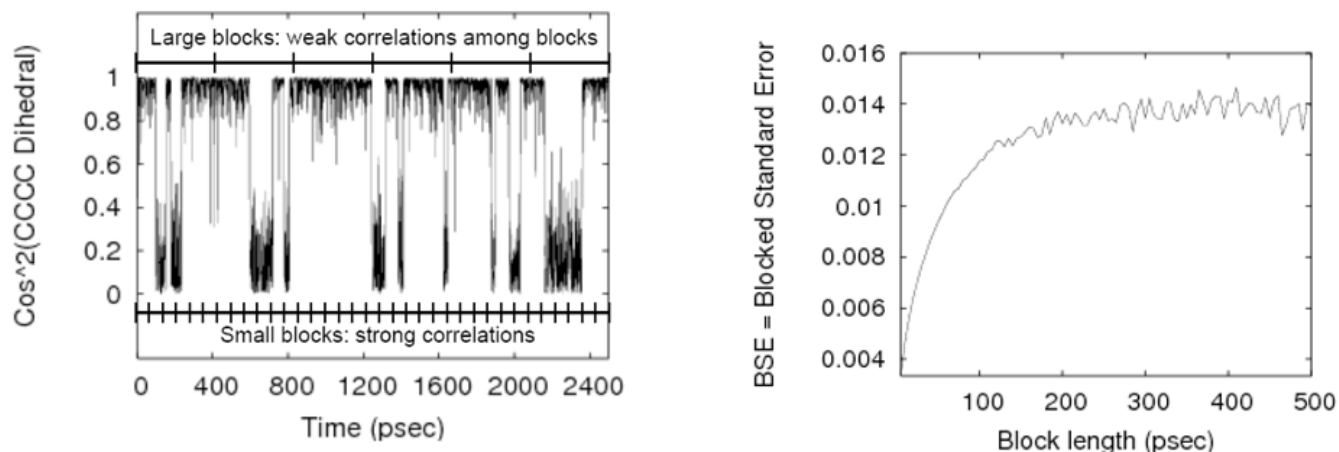 Large blocks: weak correlations among blocks
Cos^2(CCCC Dihedral)
1
0.8
0.6
0.4
0.2
0
Small blocks: strong correlations
0 400 800 1200 1600 2000 2400
Time (psec)
BSE = Blocked Standard Error
0.016
0.014
0.012
0.01
0.008
0.006
0.004
100 200 300 400 500
Block length (psec)